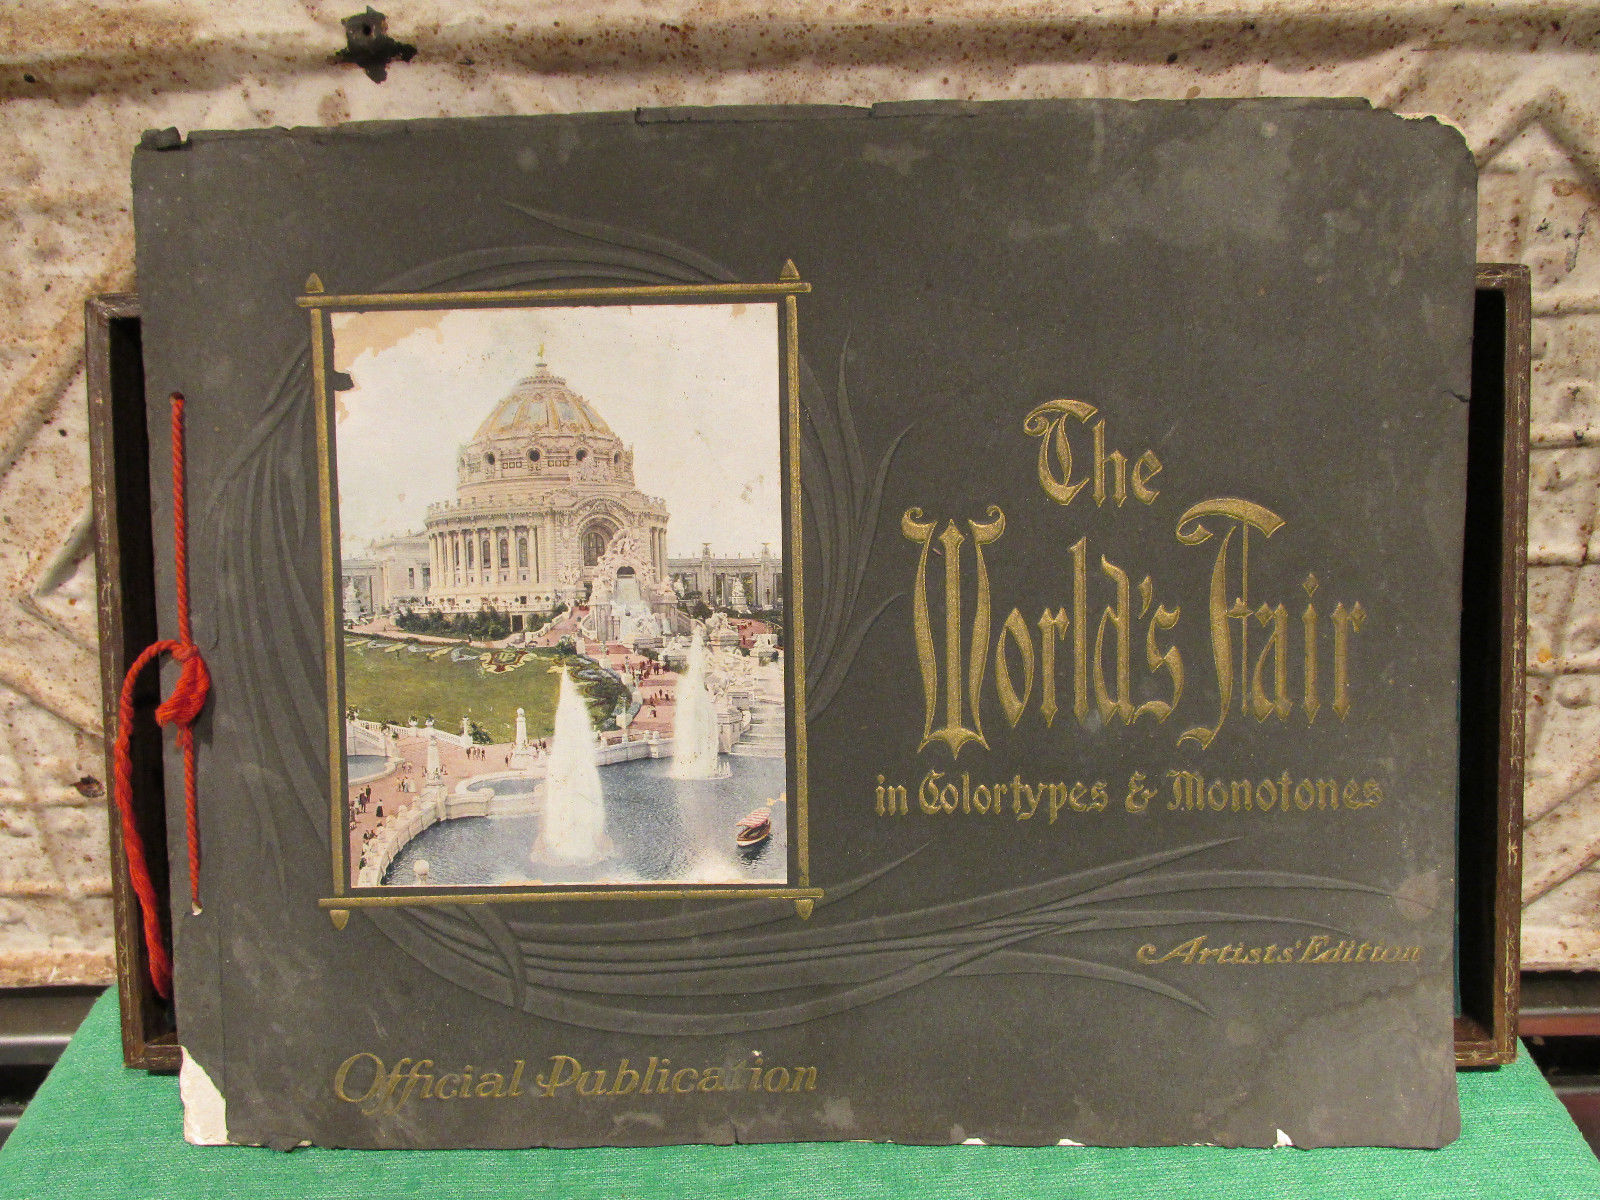 The
World's Fair
in Colortypes & Monotones
Artists' Edition
Official Publication